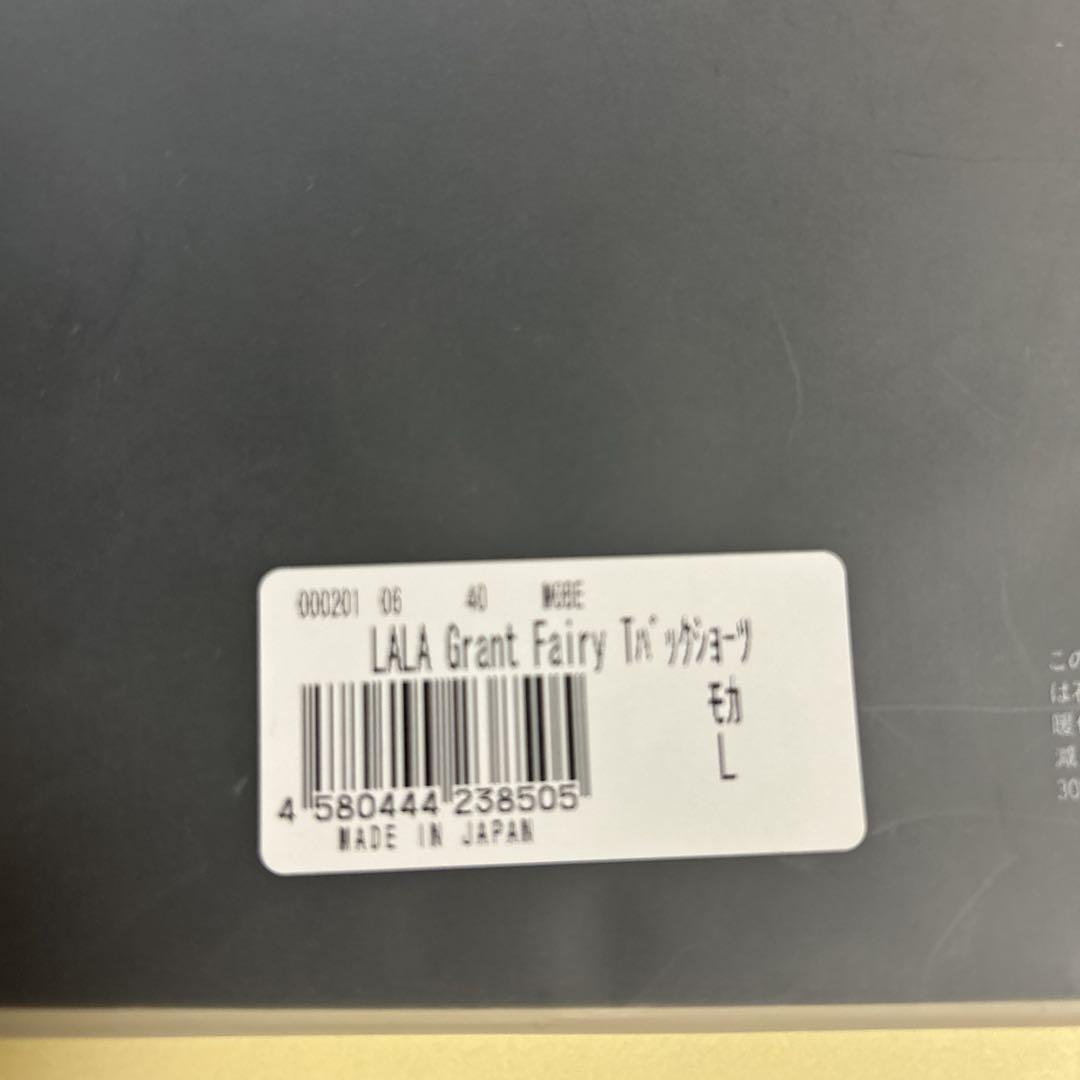 000201 06 40 MGBE
LALA Grant Fairy Tﾊﾞｯｸｼｮｰﾂ
ﾓｶ
L
4 580444 238505
MADE IN JAPAN
この
は
暖
減
30